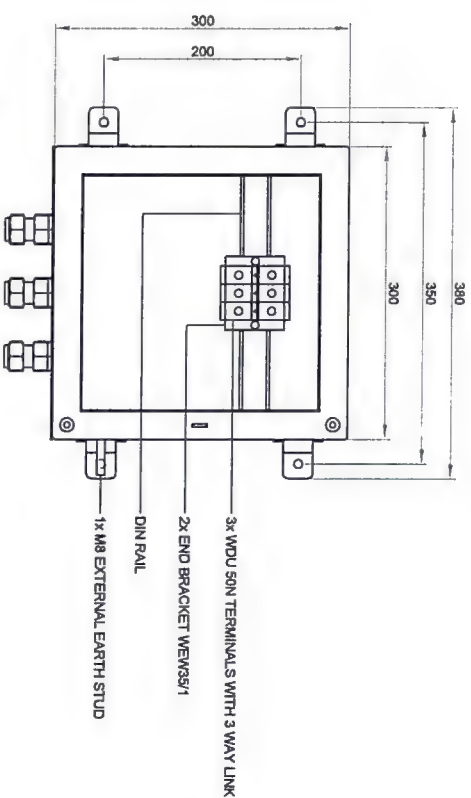 300
200
300
350
380
3x WDU 50N TERMINALS WITH 3 WAY LINK
2x END BRACKET WEW35/1
DIN RAIL
1x M8 EXTERNAL EARTH STUD